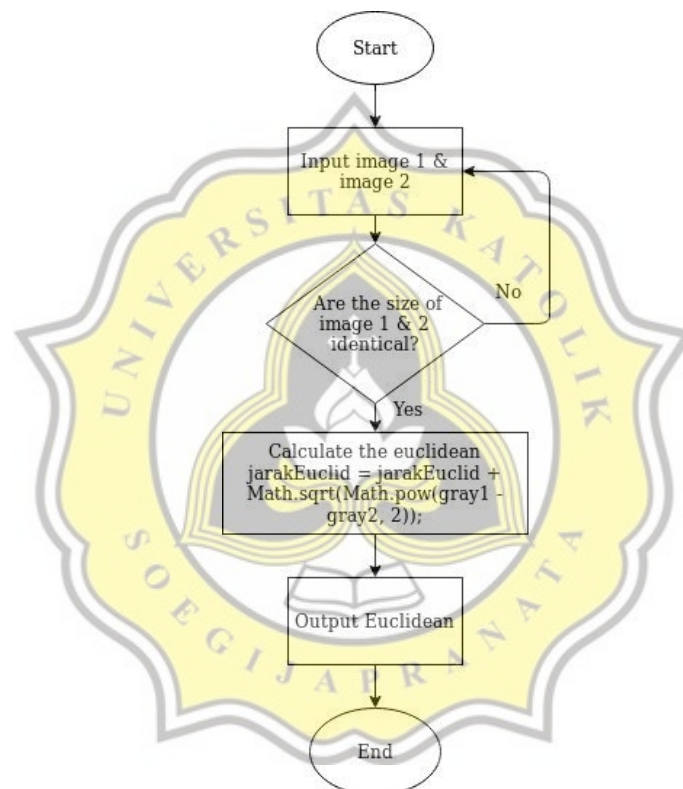 Start
Input image 1 &
image 2
Are the size of
image 1 & 2
identical?
No
Yes
Calculate the euclidean
jarakEuclid = jarakEuclid +
Math.sqrt(Math.pow(gray1 -
gray2, 2));
Output Euclidean
End
UNIVERSITAS KATOLIK
SOEGIJAPRANATA